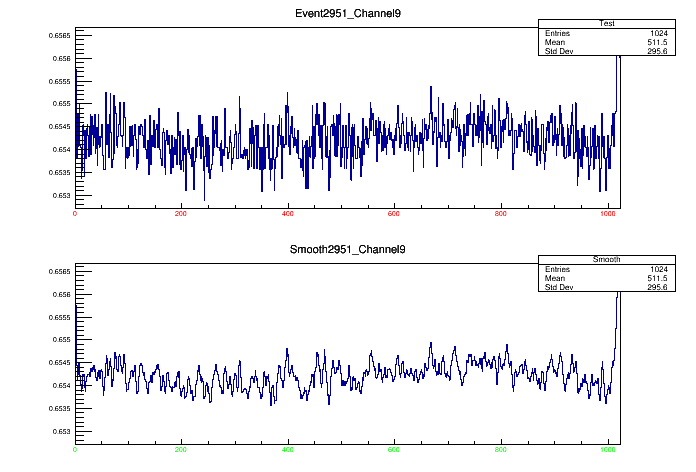 Event2951_Channel9
Test
Entries 1024
Mean 511.5
Std Dev 295.6
0.6565
0.656
0.6555
0.655
0.6545
0.654
0.6535
0.653
0 200 400 600 800 1000
Smooth2951_Channel9
Smooth
Entries 1024
Mean 511.5
Std Dev 295.6
0.6565
0.656
0.6555
0.655
0.6545
0.654
0.6535
0.653
0 200 400 600 800 1000